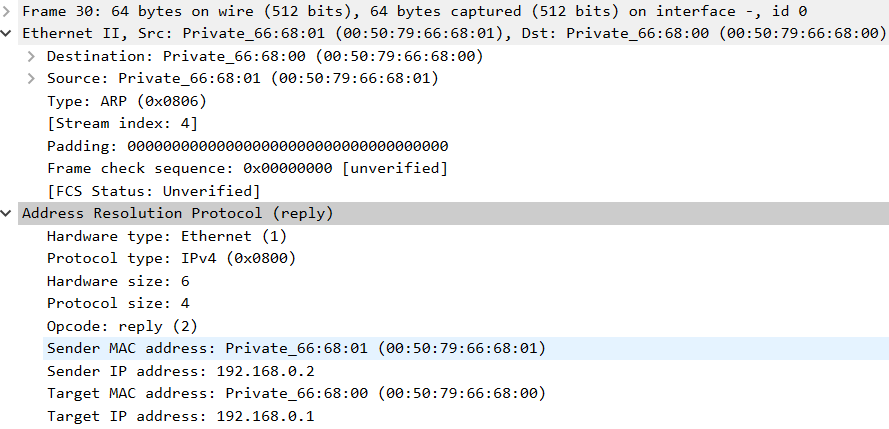 Frame 30: 64 bytes on wire (512 bits), 64 bytes captured (512 bits) on interface -, id 0
Ethernet II, Src: Private_66:68:01 (00:50:79:66:68:01), Dst: Private_66:68:00 (00:50:79:66:68:00)
Destination: Private_66:68:00 (00:50:79:66:68:00)
Source: Private_66:68:01 (00:50:79:66:68:01)
Type: ARP (0x0806)
[Stream index: 4]
Padding: 000000000000000000000000000000000000
Frame check sequence: 0x00000000 [unverified]
[FCS Status: Unverified]
Address Resolution Protocol (reply)
Hardware type: Ethernet (1)
Protocol type: IPv4 (0x0800)
Hardware size: 6
Protocol size: 4
Opcode: reply (2)
Sender MAC address: Private_66:68:01 (00:50:79:66:68:01)
Sender IP address: 192.168.0.2
Target MAC address: Private_66:68:00 (00:50:79:66:68:00)
Target IP address: 192.168.0.1